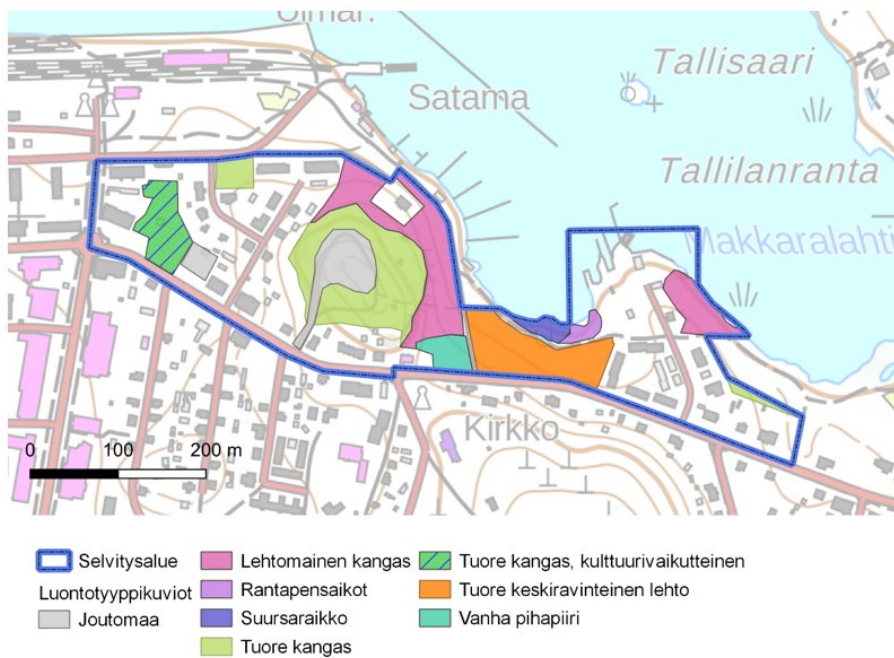 Uimar.
Satama
Tallisaari
Tallilanranta
Makkaralahti
Kirkko
0 100 200 m
Selvitysalue
Luontotyyppikuviot
Joutomaa
Lehtomainen kangas
Rantapensaikot
Suursaraikko
Tuore kangas
Tuore kangas, kulttuurivaikutteinen
Tuore keskiravinteinen lehto
Vanha pihapiiri